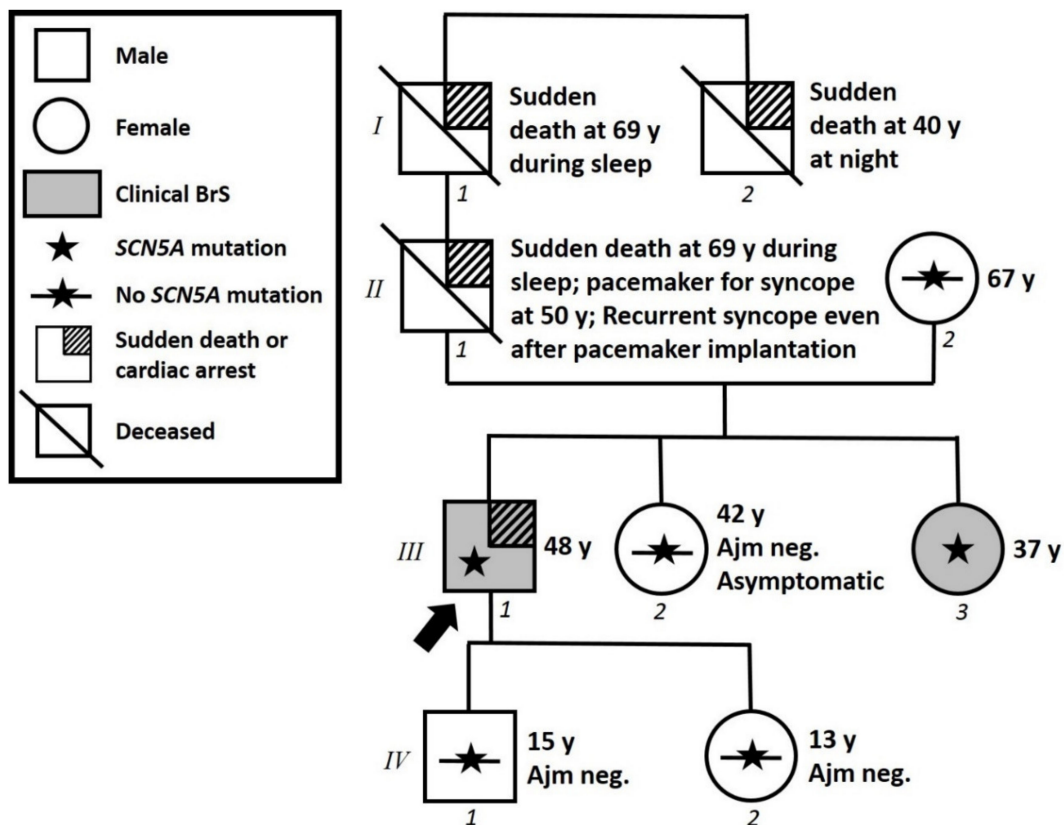 Male
Female
Clinical BrS
SCN5A mutation
No SCN5A mutation
Sudden death or
cardiac arrest
Deceased
I
Sudden
death at 69 y
during sleep
1
Sudden
death at 40 y
at night
2
II
Sudden death at 69 y during
sleep; pacemaker for syncope
at 50 y; Recurrent syncope even
after pacemaker implantation
1
67 y
2
III
48 y
1
42 y
Ajm neg.
Asymptomatic
2
37 y
3
IV
15 y
Ajm neg.
1
13 y
Ajm neg.
2